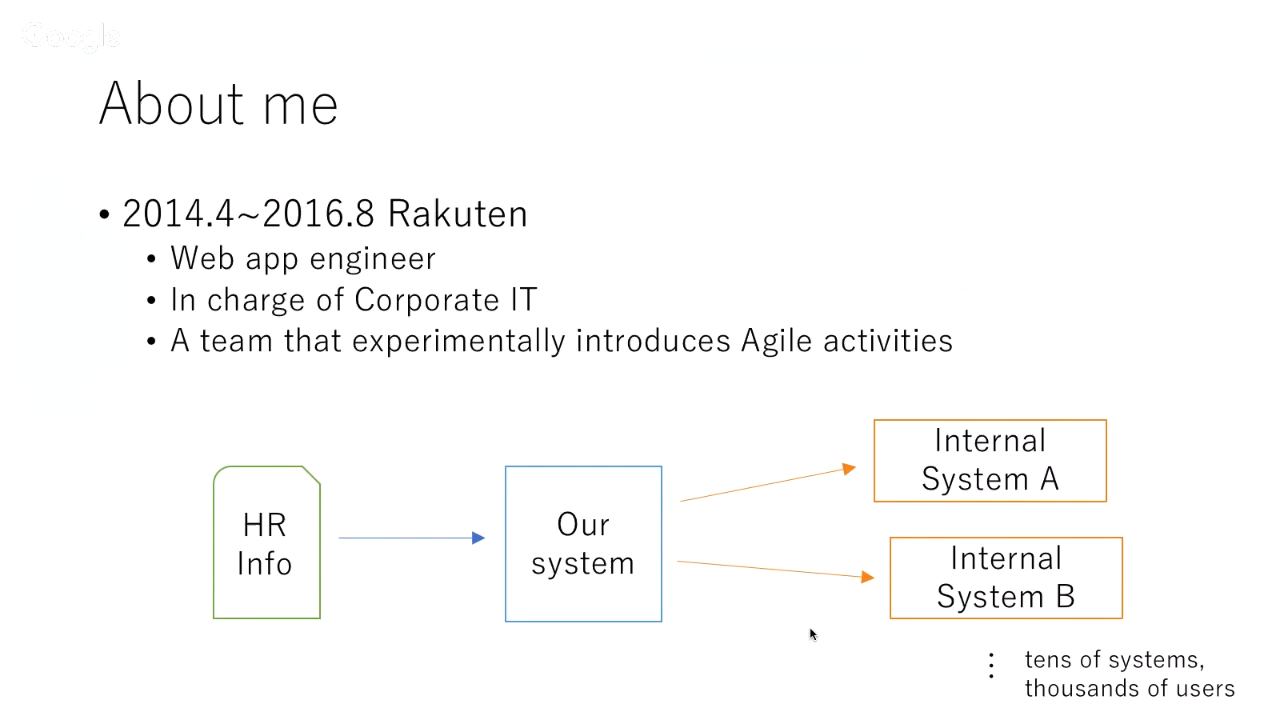 Google
About me
• 2014.4~2016.8 Rakuten
• Web app engineer
• In charge of Corporate IT
• A team that experimentally introduces Agile activities
HR
Info
Our
system
Internal
System A
Internal
System B
tens of systems,
thousands of users